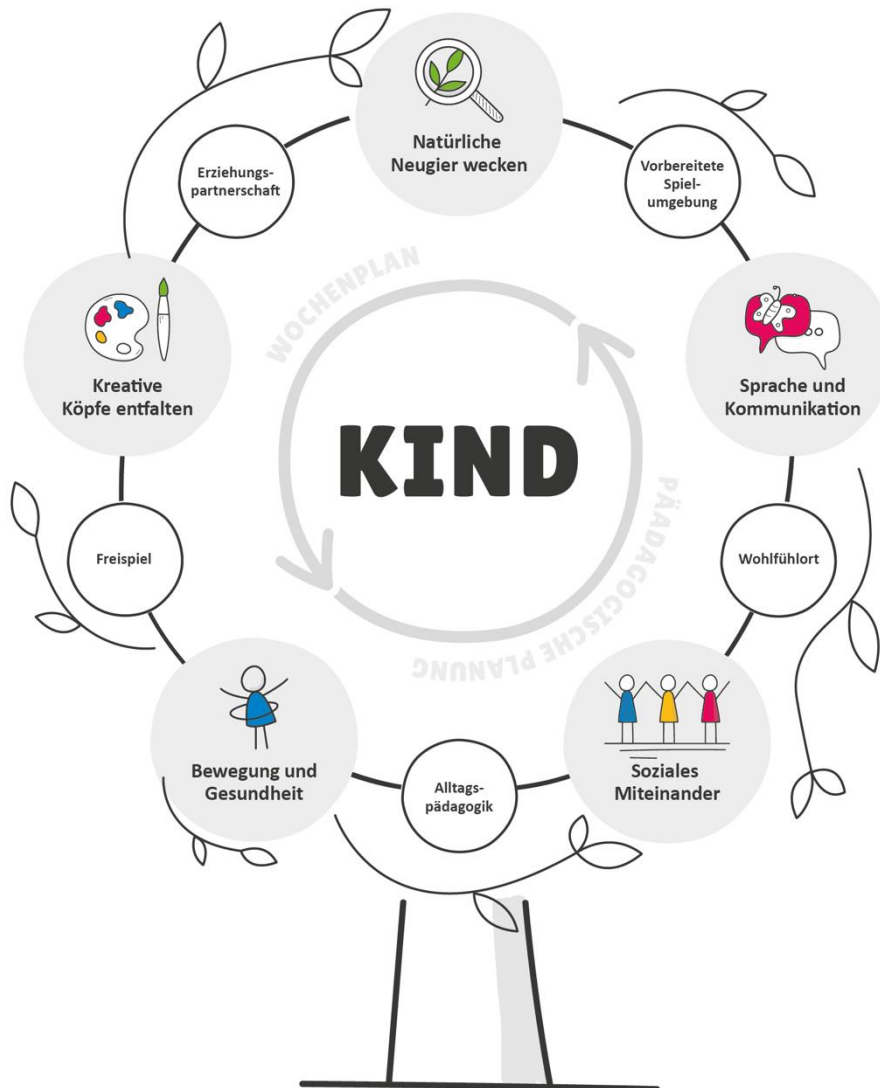 Natürliche
Neugier wecken
Erziehungs-
partnerschaft
Vorbereitete
Spiel-
umgebung
WOCHENPLAN
Kreative
Köpfe entfalten
Sprache und
Kommunikation
KIND
PÄADAGOGISCHE PLANUNG
Freispiel
Wohlfühlort
Bewegung und
Gesundheit
Alltags-
pädagogik
Soziales
Miteinander